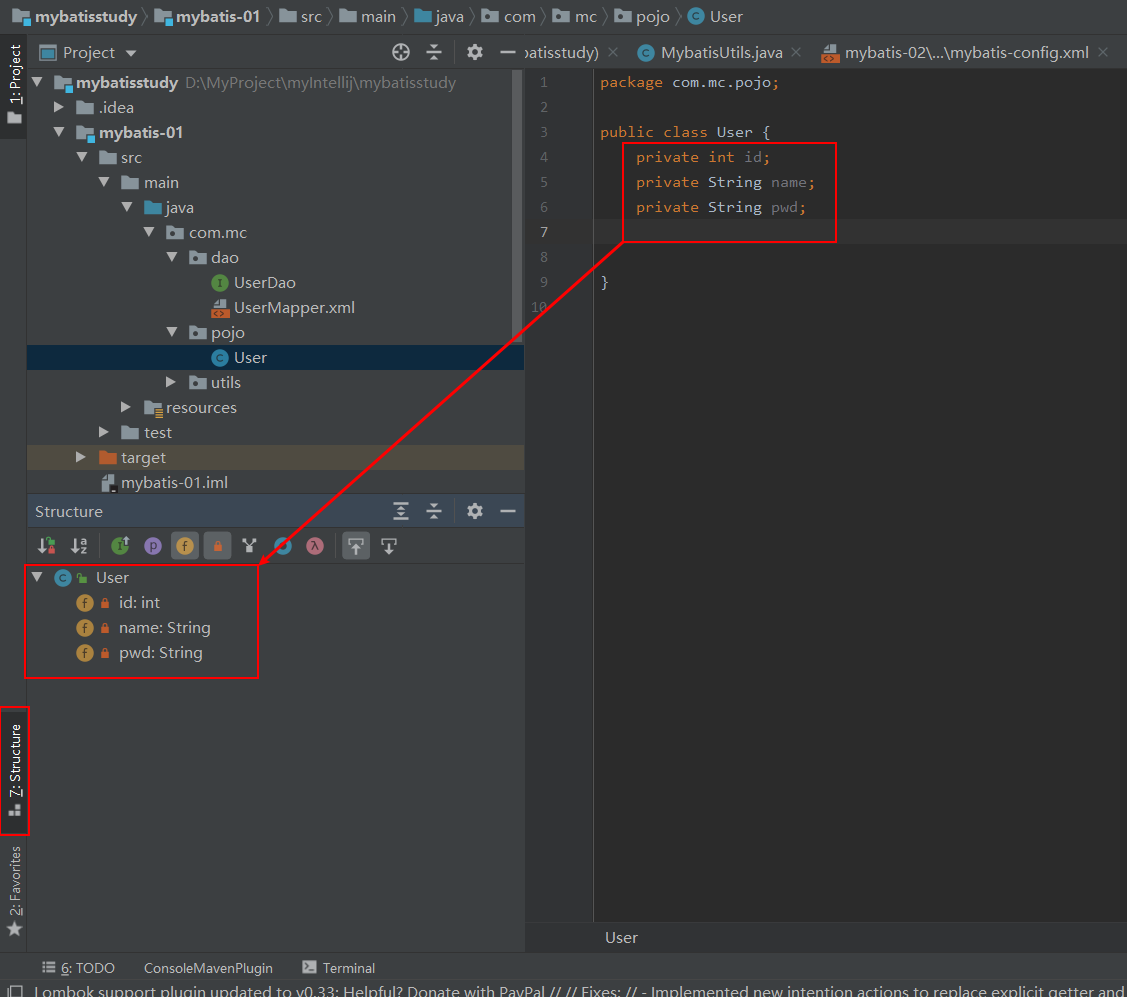 mybatisstudy mybatis-01 src main java com mc pojo User
1: Project
Project
batisstudy) MybatisUtils.java mybatis-02\...\mybatis-config.xml
mybatisstudy D:\MyProject\myIntellij\mybatisstudy
.idea
mybatis-01
src
main
java
com.mc
dao
UserDao
UserMapper.xml
pojo
User
utils
resources
test
target
mybatis-01.iml
1 package com.mc.pojo;
2
3 public class User {
4 private int id;
5 private String name;
6 private String pwd;
7
8
9 }
10
Structure
User
id: int
name: String
pwd: String
7: Structure
2: Favorites
User
6: TODO ConsoleMavenPlugin Terminal
Lombok support plugin updated to v0.33: Helpful? Donate with PayPal // // Fixes: // - Implemented new intention actions to replace explicit getter and